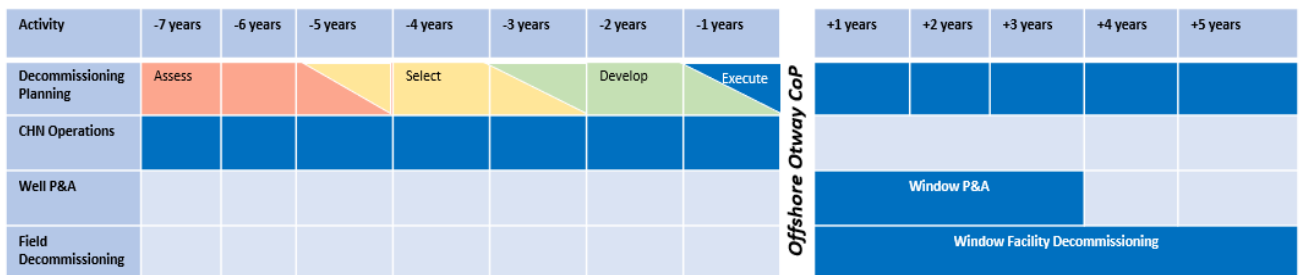 Activity -7 years -6 years -5 years -4 years -3 years -2 years -1 years +1 years +2 years +3 years +4 years +5 years
Decommissioning
Planning
Assess Select Develop Execute
CHN Operations
Well P&A
Window P&A
Field
Decommissioning
Window Facility Decommissioning
Offshore Otway CoP